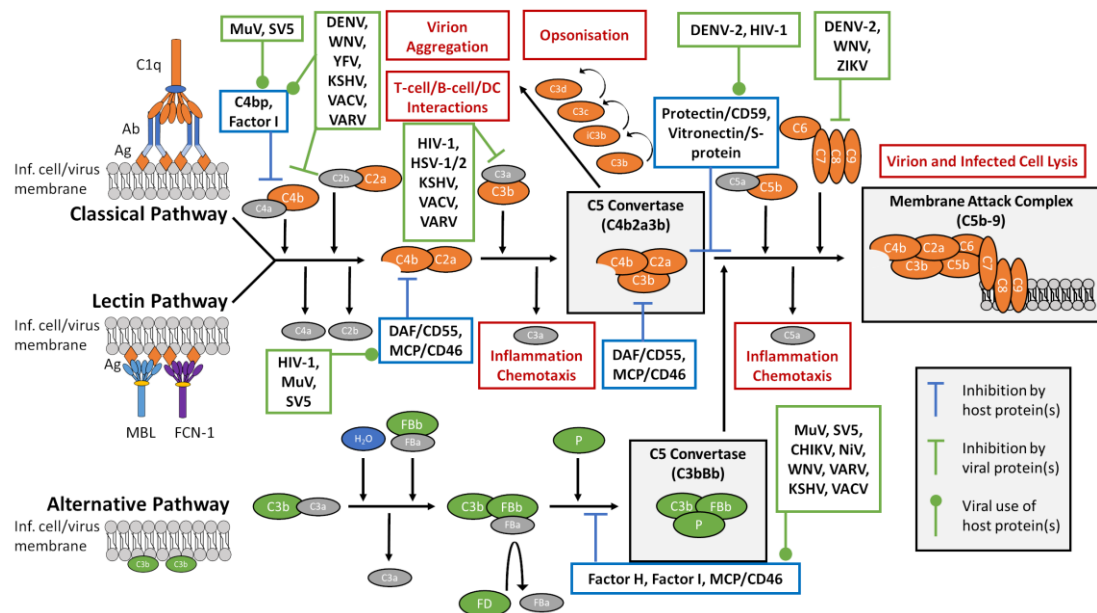 MuV, SV5
DENV,
WNV,
YFV,
KSHV,
VACV,
VARV
Virion
Aggregation
Opsonisation
DENV-2, HIV-1
DENV-2,
WNV,
ZIKV
C1q
Ab
Ag
Inf. cell/virus
membrane
Classical Pathway
C4bp,
Factor I
C4a
C4b
C2b
C2a
T-cell/B-cell/DC
Interactions
HIV-1,
HSV-1/2
KSHV,
VACV,
VARV
C3a
C3b
C3d
C3c
iC3b
C3b
Protectin/CD59,
Vitronectin/S-
protein
C5a
C5b
C6
C7
C8
C9
Virion and Infected Cell Lysis
C5 Convertase
(C4b2a3b)
C4b
C2a
C3b
Membrane Attack Complex
(C5b-9)
C4b
C2a
C6
C3b
C5b
C7
C8
C9
C4b
C2a
Lectin Pathway
Inf. cell/virus
membrane
Ag
MBL
FCN-1
C4a
C2b
HIV-1,
MuV,
SV5
DAF/CD55,
MCP/CD46
C3a
Inflammation
Chemotaxis
DAF/CD55,
MCP/CD46
C5a
Inflammation
Chemotaxis
Inhibition by
host protein(s)
Inhibition by
viral protein(s)
Viral use of
host protein(s)
Alternative Pathway
Inf. cell/virus
membrane
C3b
C3b
C3b
C3a
H₂O
FBb
FBa
C3a
C3b
FBb
FBa
FD
FBa
P
C5 Convertase
(C3bBb)
C3b
FBb
P
MuV, SV5,
CHIKV, NiV,
WNV, VARV,
KSHV, VACV
Factor H, Factor I, MCP/CD46